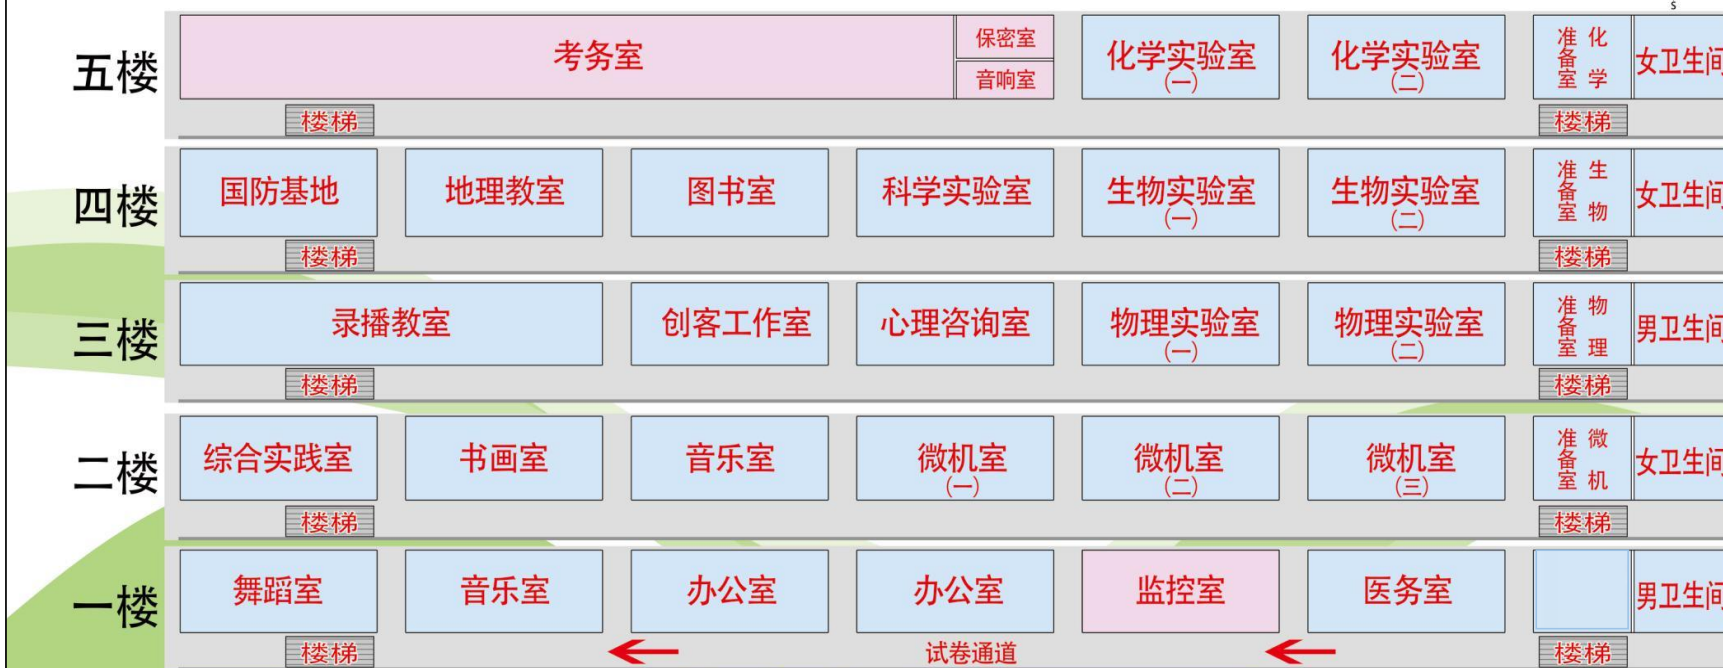 s
五楼
考务室
保密室
音响室
化学实验室
(一)
化学实验室
(二)
化学
准备室
女卫生间
楼梯
楼梯
四楼
国防基地
地理教室
图书室
科学实验室
生物实验室
(一)
生物实验室
(二)
生物
准备室
女卫生间
楼梯
楼梯
三楼
录播教室
创客工作室
心理咨询室
物理实验室
(一)
物理实验室
(二)
物理
准备室
男卫生间
楼梯
楼梯
二楼
综合实践室
书画室
音乐室
微机室
(一)
微机室
(二)
微机室
(三)
微机
准备室
女卫生间
楼梯
楼梯
一楼
舞蹈室
音乐室
办公室
办公室
监控室
医务室
男卫生间
楼梯
试卷通道
楼梯